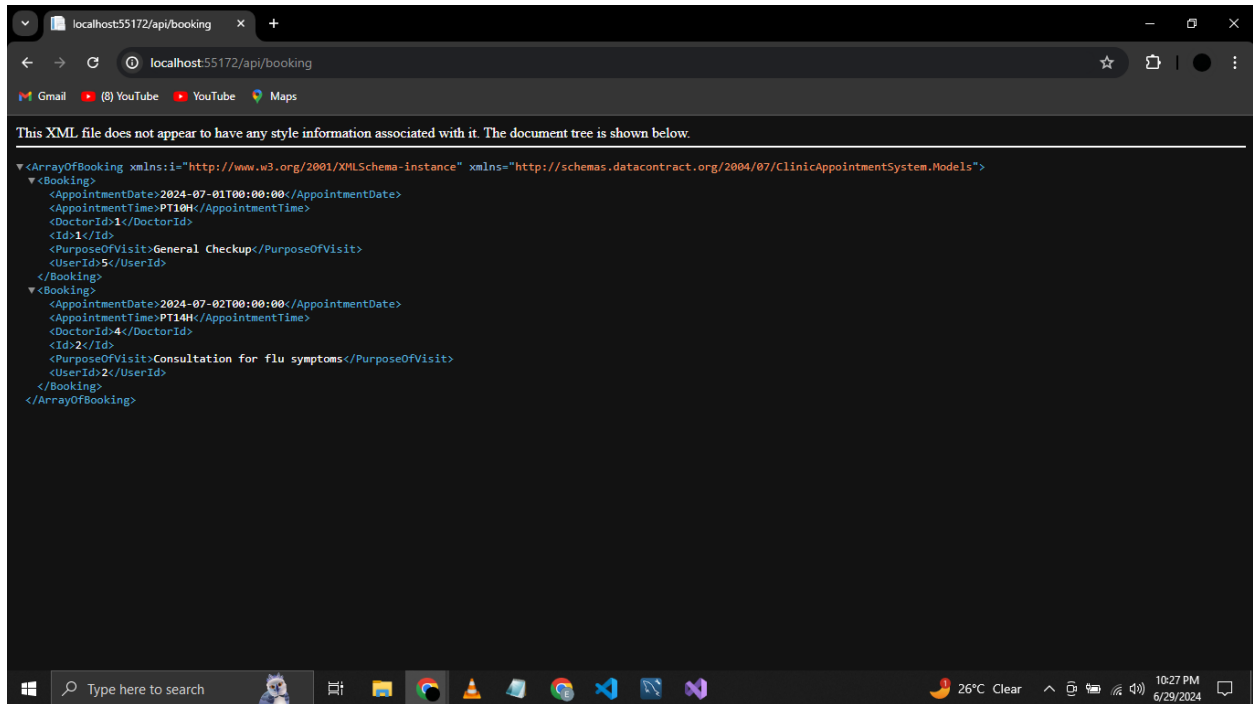 localhost:55172/api/booking
localhost:55172/api/booking
Gmail (8) YouTube YouTube Maps
This XML file does not appear to have any style information associated with it. The document tree is shown below.
▼<ArrayOfBooking xmlns:i="http://www.w3.org/2001/XMLSchema-instance" xmlns="http://schemas.datacontract.org/2004/07/ClinicAppointmentSystem.Models">
▼<Booking>
<AppointmentDate>2024-07-01T00:00:00</AppointmentDate>
<AppointmentTime>PT10H</AppointmentTime>
<DoctorId>1</DoctorId>
<Id>1</Id>
<PurposeOfVisit>General Checkup</PurposeOfVisit>
<UserId>5</UserId>
</Booking>
▼<Booking>
<AppointmentDate>2024-07-02T00:00:00</AppointmentDate>
<AppointmentTime>PT14H</AppointmentTime>
<DoctorId>4</DoctorId>
<Id>2</Id>
<PurposeOfVisit>Consultation for flu symptoms</PurposeOfVisit>
<UserId>2</UserId>
</Booking>
</ArrayOfBooking>
Type here to search
1
26°C Clear
10:27 PM
6/29/2024